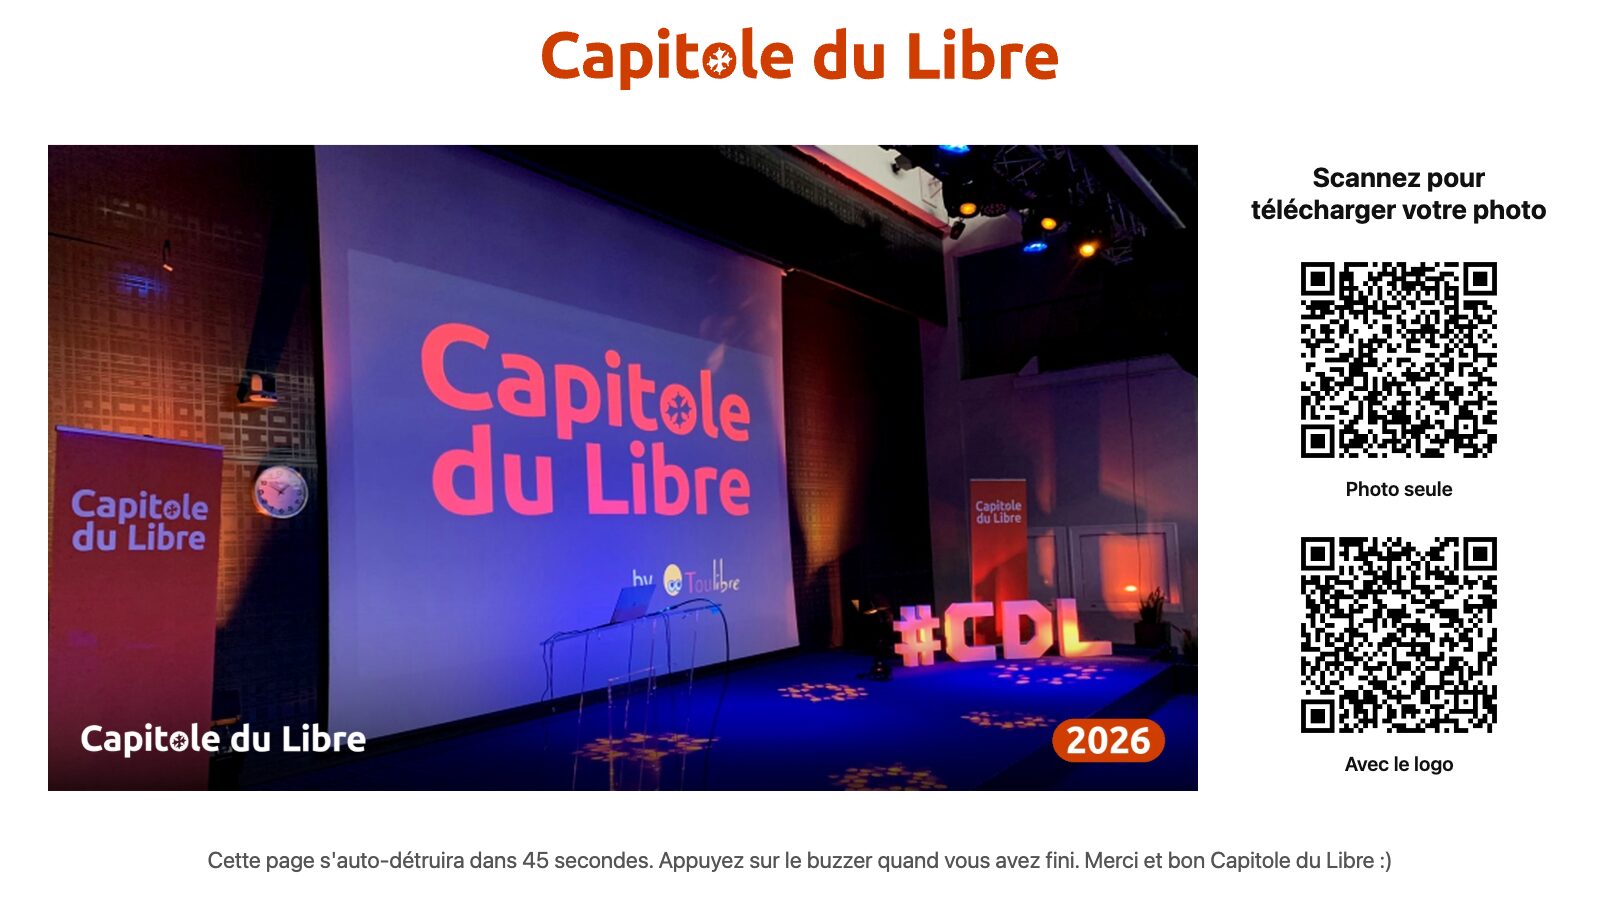 Capitole du Libre
Capitole
du Libre
by Toulibre
Capitole
du Libre
Capitole
du Libre
#CDL
Capitole du Libre
2026
Scannez pour
télécharger votre photo
Photo seule
Avec le logo
Cette page s'auto-détruira dans 45 secondes. Appuyez sur le buzzer quand vous avez fini. Merci et bon Capitole du Libre :)